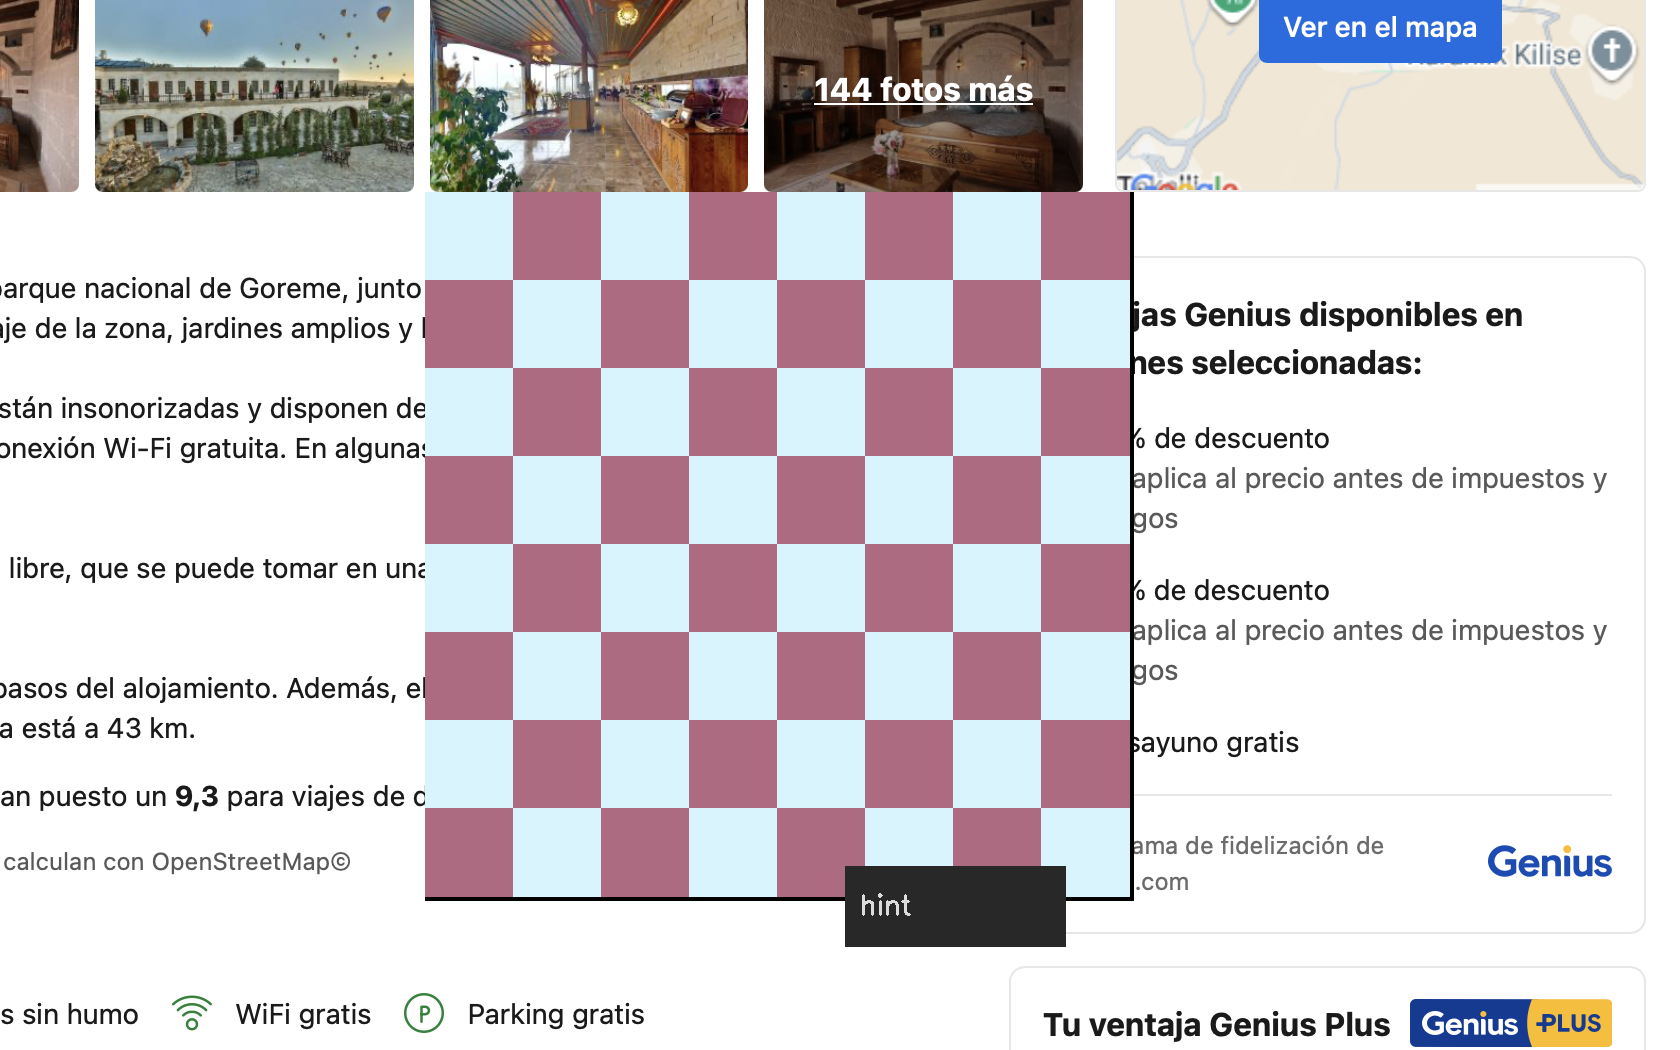 144 fotos más
Ver en el mapa
Kilise
Google
parque nacional de Goreme, junto
aje de la zona, jardines amplios y
están insonorizadas y disponen de
onexión Wi-Fi gratuita. En algunas
libre, que se puede tomar en una
pasos del alojamiento. Además, el
a está a 43 km.
an puesto un 9,3 para viajes de d
calculan con OpenStreetMap©
jas Genius disponibles en
nes seleccionadas:
% de descuento
aplica al precio antes de impuestos y
gos
% de descuento
aplica al precio antes de impuestos y
gos
sayuno gratis
ama de fidelización de
.com
Genius
hint
s sin humo
WiFi gratis
P
Parking gratis
Tu ventaja Genius Plus
Genius +PLUS